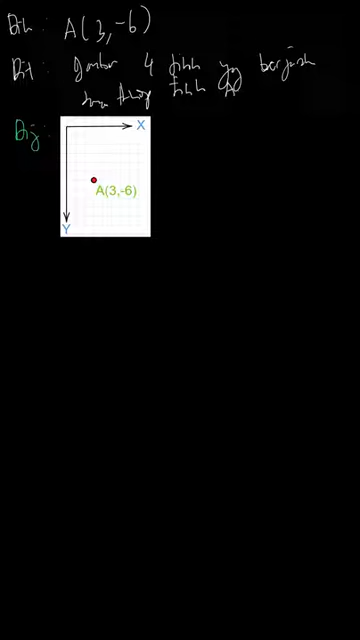 Dik : A(3,-6)
Dit : Gambar 4 titik yg berjarak
sama thdp titik A
Dij :
X
A(3,-6)
Y